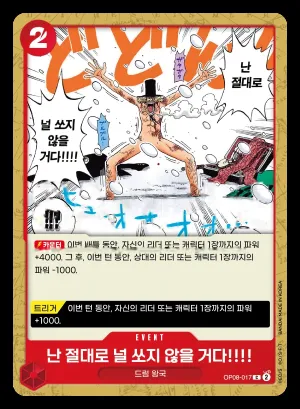 2
난
절대로
널 쏘지
않을
거다!!!!
!!!
카운터 이번 배틀 동안, 자신의 리더 또는 캐릭터 1장까지의 파워
+4000. 그 후, 이번 턴 동안, 상대의 리더 또는 캐릭터 1장까지의
파워 -1000.
트리거 이번 턴 동안, 자신의 리더 또는 캐릭터 1장까지의 파워
+1000.
EVENT
난 절대로 널 쏘지 않을 거다!!!!
드럼 왕국
OP08-017
2